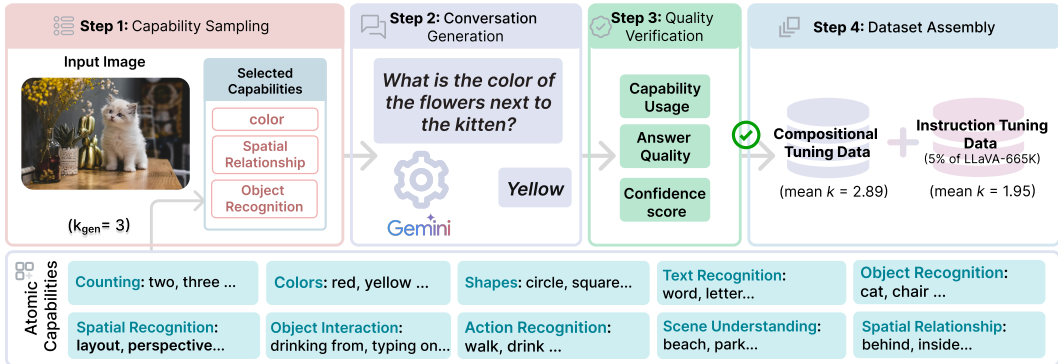 Step 1: Capability Sampling
Input Image
(kgen= 3)
Selected
Capabilities
color
Spatial
Relationship
Object
Recognition
Step 2: Conversation
Generation
What is the color of
the flowers next to
the kitten?
Gemini
Yellow
Step 3: Quality
Verification
Capability
Usage
Answer
Quality
Confidence
score
Step 4: Dataset Assembly
Compositional
Tuning Data
(mean k = 2.89)
Instruction Tuning
Data
(5% of LLaVA-665K)
(mean k = 1.95)
Atomic
Capabilities
Counting: two, three ...
Colors: red, yellow ...
Shapes: circle, square...
Text Recognition:
word, letter...
Object Recognition:
cat, chair ...
Spatial Recognition:
layout, perspective...
Object Interaction:
drinking from, typing on...
Action Recognition:
walk, drink ...
Scene Understanding:
beach, park...
Spatial Relationship:
behind, inside...